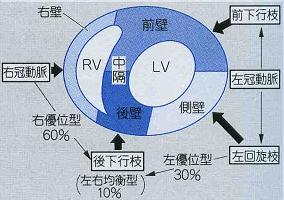 右壁
前壁
前下行枝
RV
中隔
LV
右冠動脈
左冠動脈
後壁
側壁
右優位型
60%
後下行枝
左優位型
30%
左回旋枝
(左右均衡型)
10%